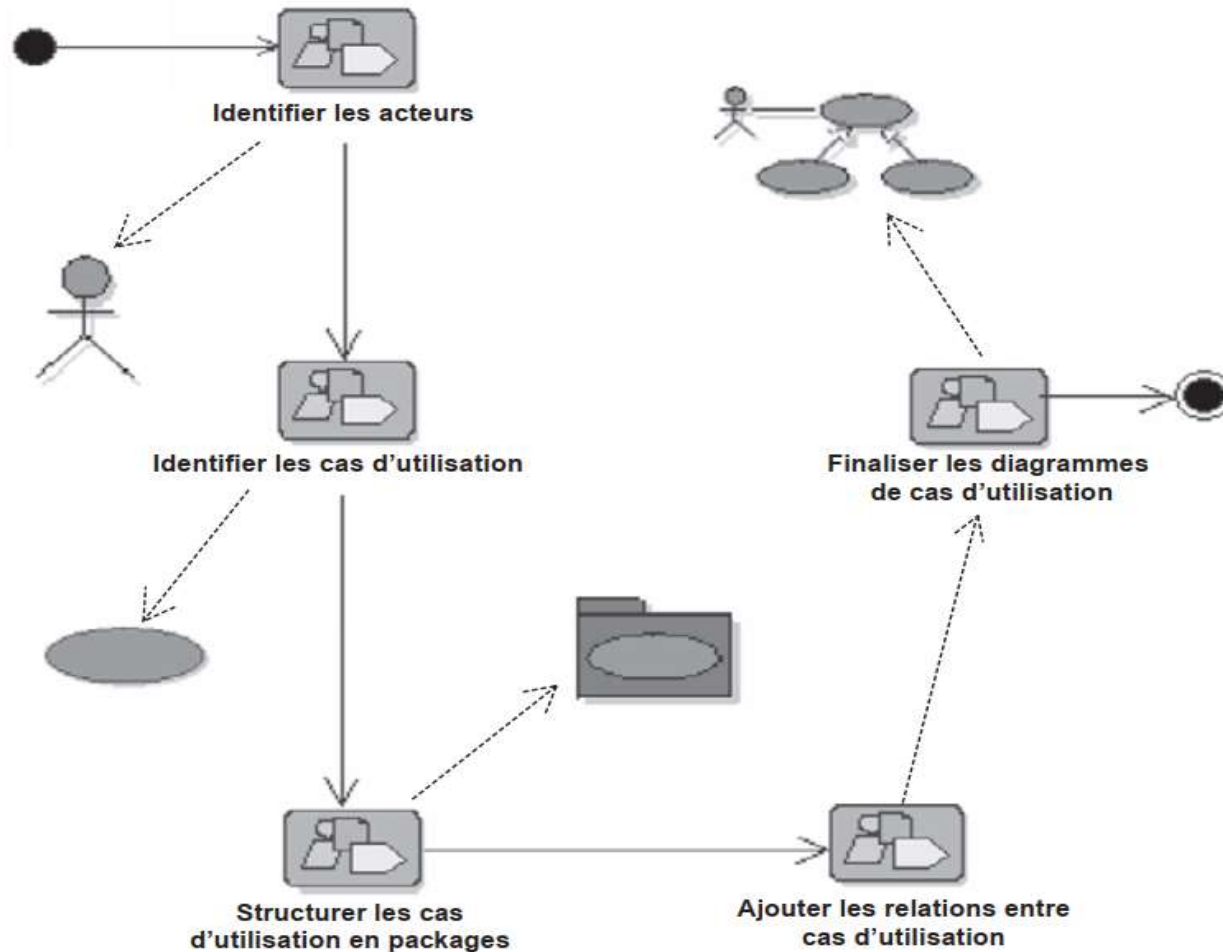 Identifier les acteurs
Identifier les cas d’utilisation
Structurer les cas
d’utilisation en packages
Ajouter les relations entre
cas d’utilisation
Finaliser les diagrammes
de cas d’utilisation